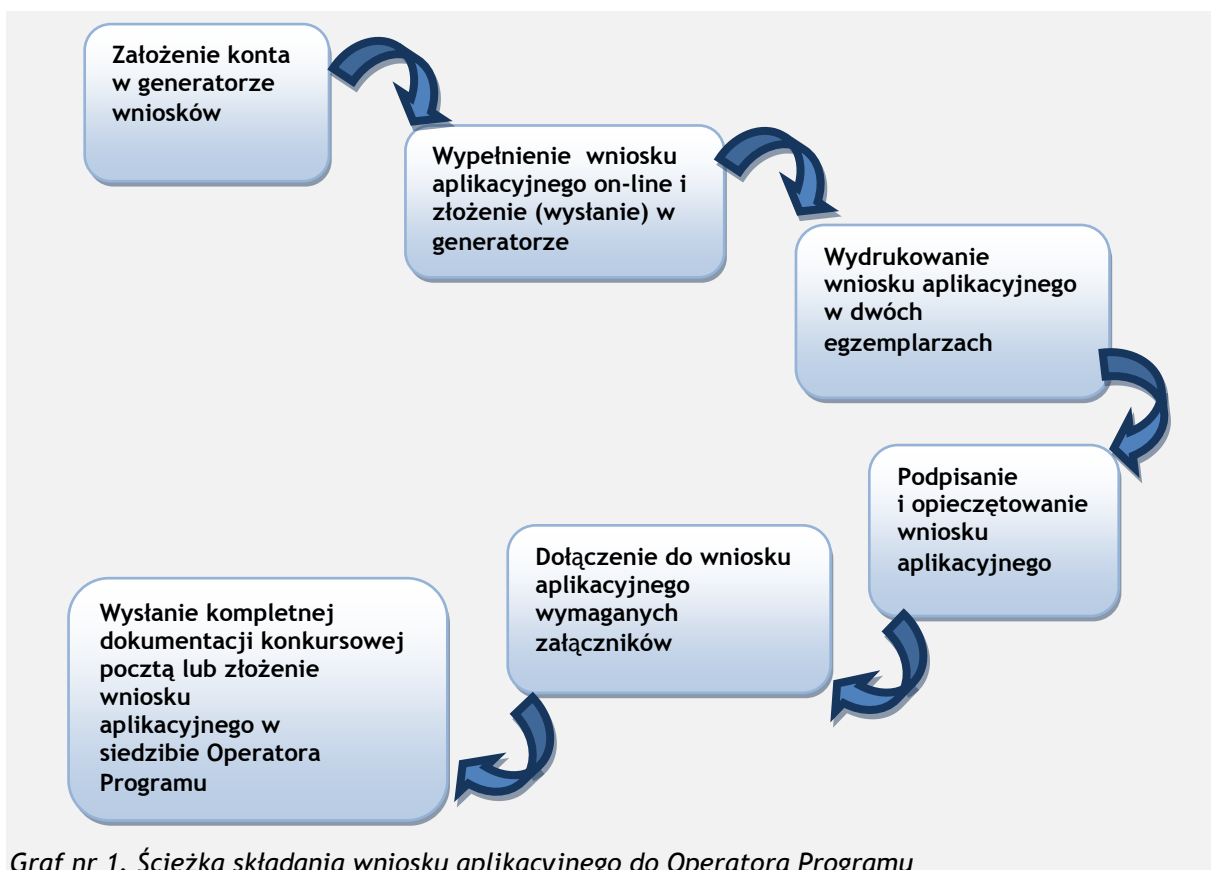 Założenie konta
w generatorze
wniosków
Wypełnienie wniosku
aplikacyjnego on-line i
złożenie (wysłanie) w
generatorze
Wydrukowanie
wniosku aplikacyjnego
w dwóch
egzemplarzach
Podpisanie
i opieczętowanie
wniosku
aplikacyjnego
Dołączenie do wniosku
aplikacyjnego
wymaganych
załączników
Wysłanie kompletnej
dokumentacji konkursowej
pocztą lub złożenie
wniosku
aplikacyjnego w
siedzibie Operatora
Programu
Graf nr 1. Ścieżka składania wniosku aplikacyjnego do Operatora Programu